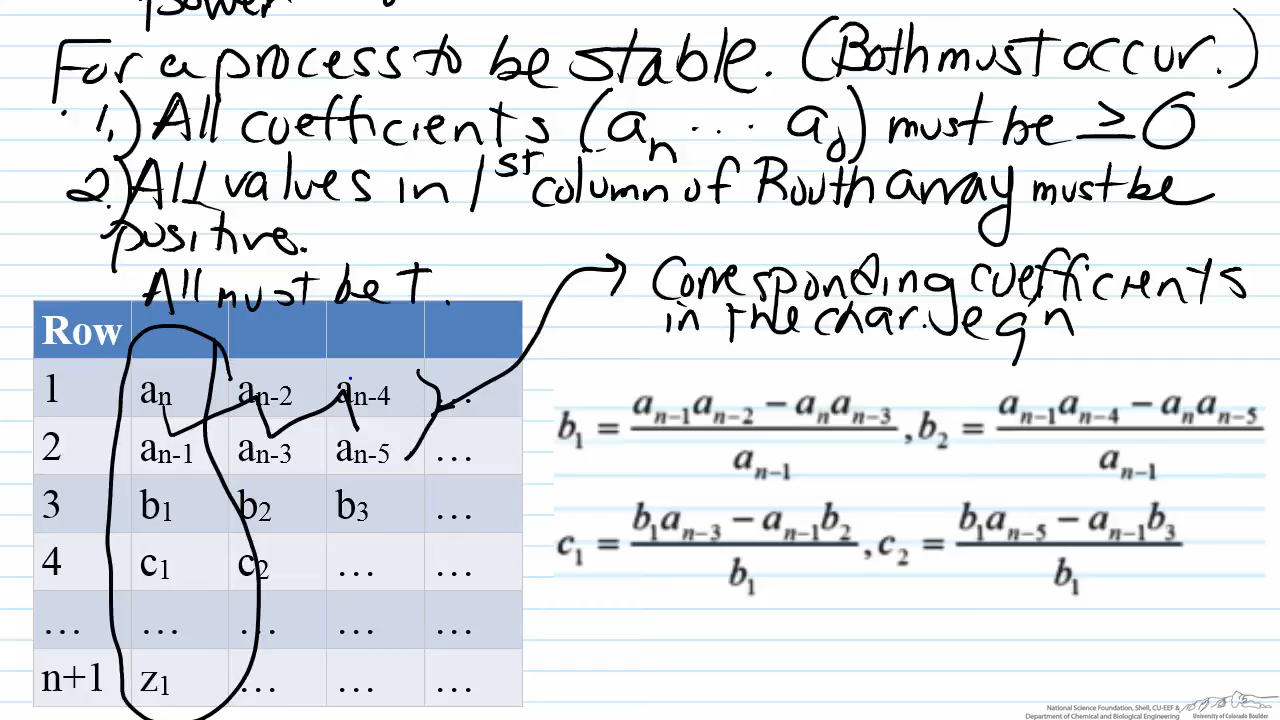 power
For a process to be stable. (Both must occur.)
1.) All coefficients (aₙ ... a₀) must be ≥0
2.) All values in 1st column of Routh array must be
positive.
All must be +.
Corresponding coefficients
in the char. eqn
Row
1 aₙ aₙ₋₂ aₙ₋₄ ...
2 aₙ₋₁ aₙ₋₃ aₙ₋₅ ...
3 b₁ b₂ b₃ ...
4 c₁ c₂ ... ...
... ... ... ...
n+1 z₁ ... ... ...
b₁ = (aₙ₋₁aₙ₋₂ − aₙaₙ₋₃)/aₙ₋₁, b₂ = (aₙ₋₁aₙ₋₄ − aₙaₙ₋₅)/aₙ₋₁
c₁ = (b₁aₙ₋₃ − aₙ₋₁b₂)/b₁, c₂ = (b₁aₙ₋₅ − aₙ₋₁b₃)/b₁
National Science Foundation, Shell, CU-EEF &
Department of Chemical and Biological Engineering
University of Colorado Boulder